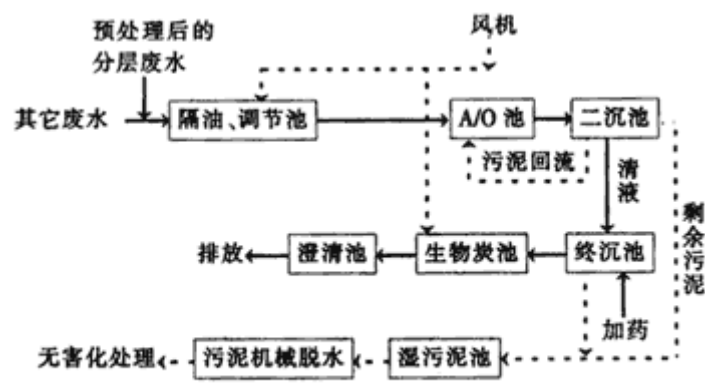 预处理后的
分层废水
风机
其它废水
隔油、调节池
A/O 池
二沉池
污泥回流
清液
剩余污泥
排放
澄清池
生物炭池
终沉池
加药
无害化处理
污泥机械脱水
湿污泥池